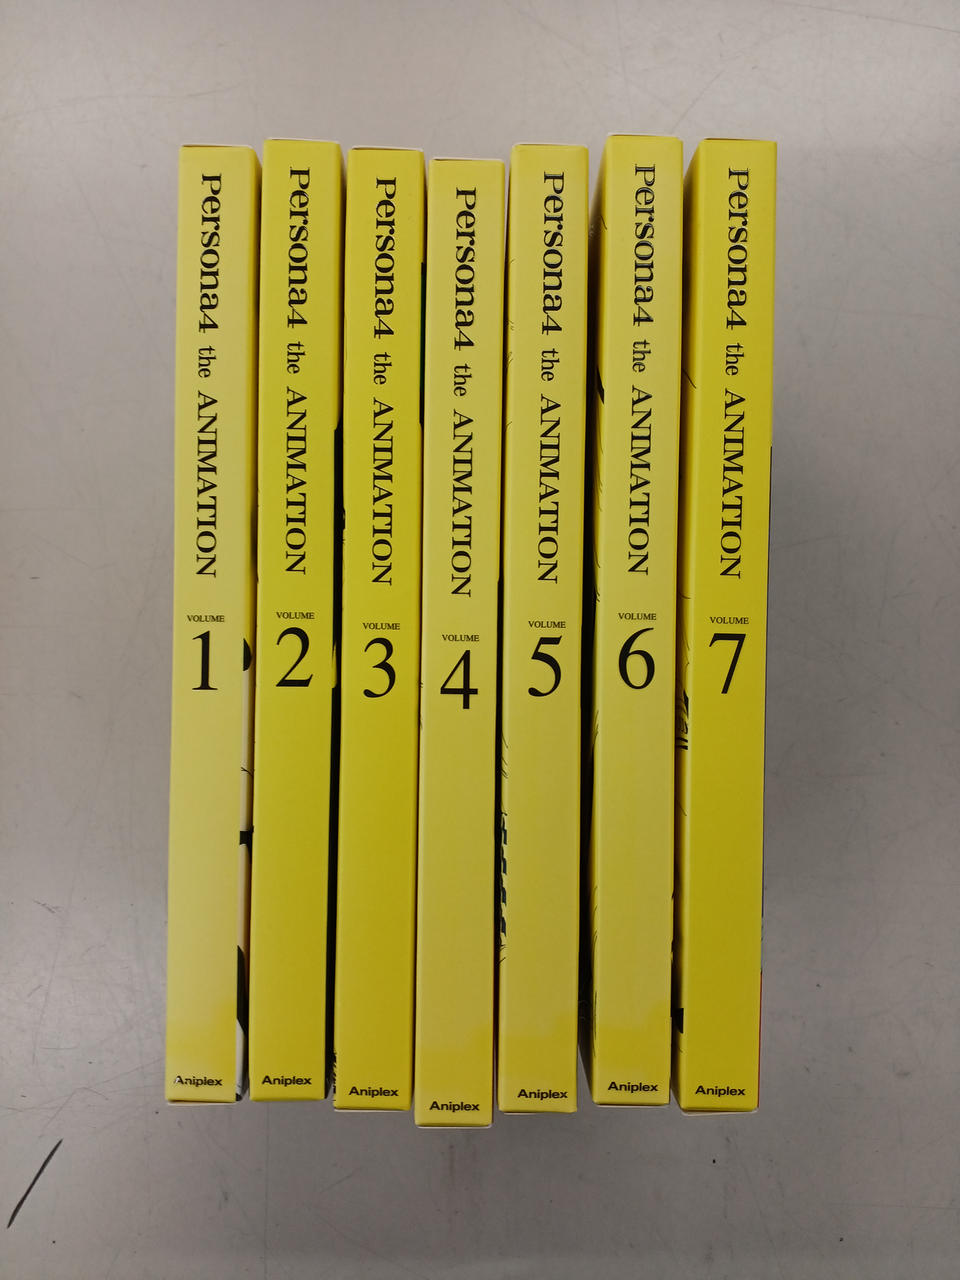 Persona4 the ANIMATION
VOLUME
1
Aniplex
Persona4 the ANIMATION
VOLUME
2
Aniplex
Persona4 the ANIMATION
VOLUME
3
Aniplex
Persona4 the ANIMATION
VOLUME
4
Aniplex
Persona4 the ANIMATION
VOLUME
5
Aniplex
Persona4 the ANIMATION
VOLUME
6
Aniplex
Persona4 the ANIMATION
VOLUME
7
Aniplex